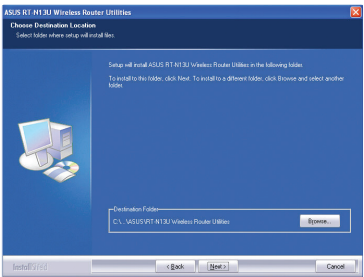 ASUS RT-N13U Wireless Router Utilities
Choose Destination Location
Select folder where setup will install files.
Setup will install ASUS RT-N13U Wireless Router Utilities in the following folder.
To install to this folder, click Next. To install to a different folder, click Browse and select another
folder.
Destination Folder
C:\...\ASUS\RT-N13U Wireless Router Utilities
Browse...
InstallShield
< Back
Next >
Cancel